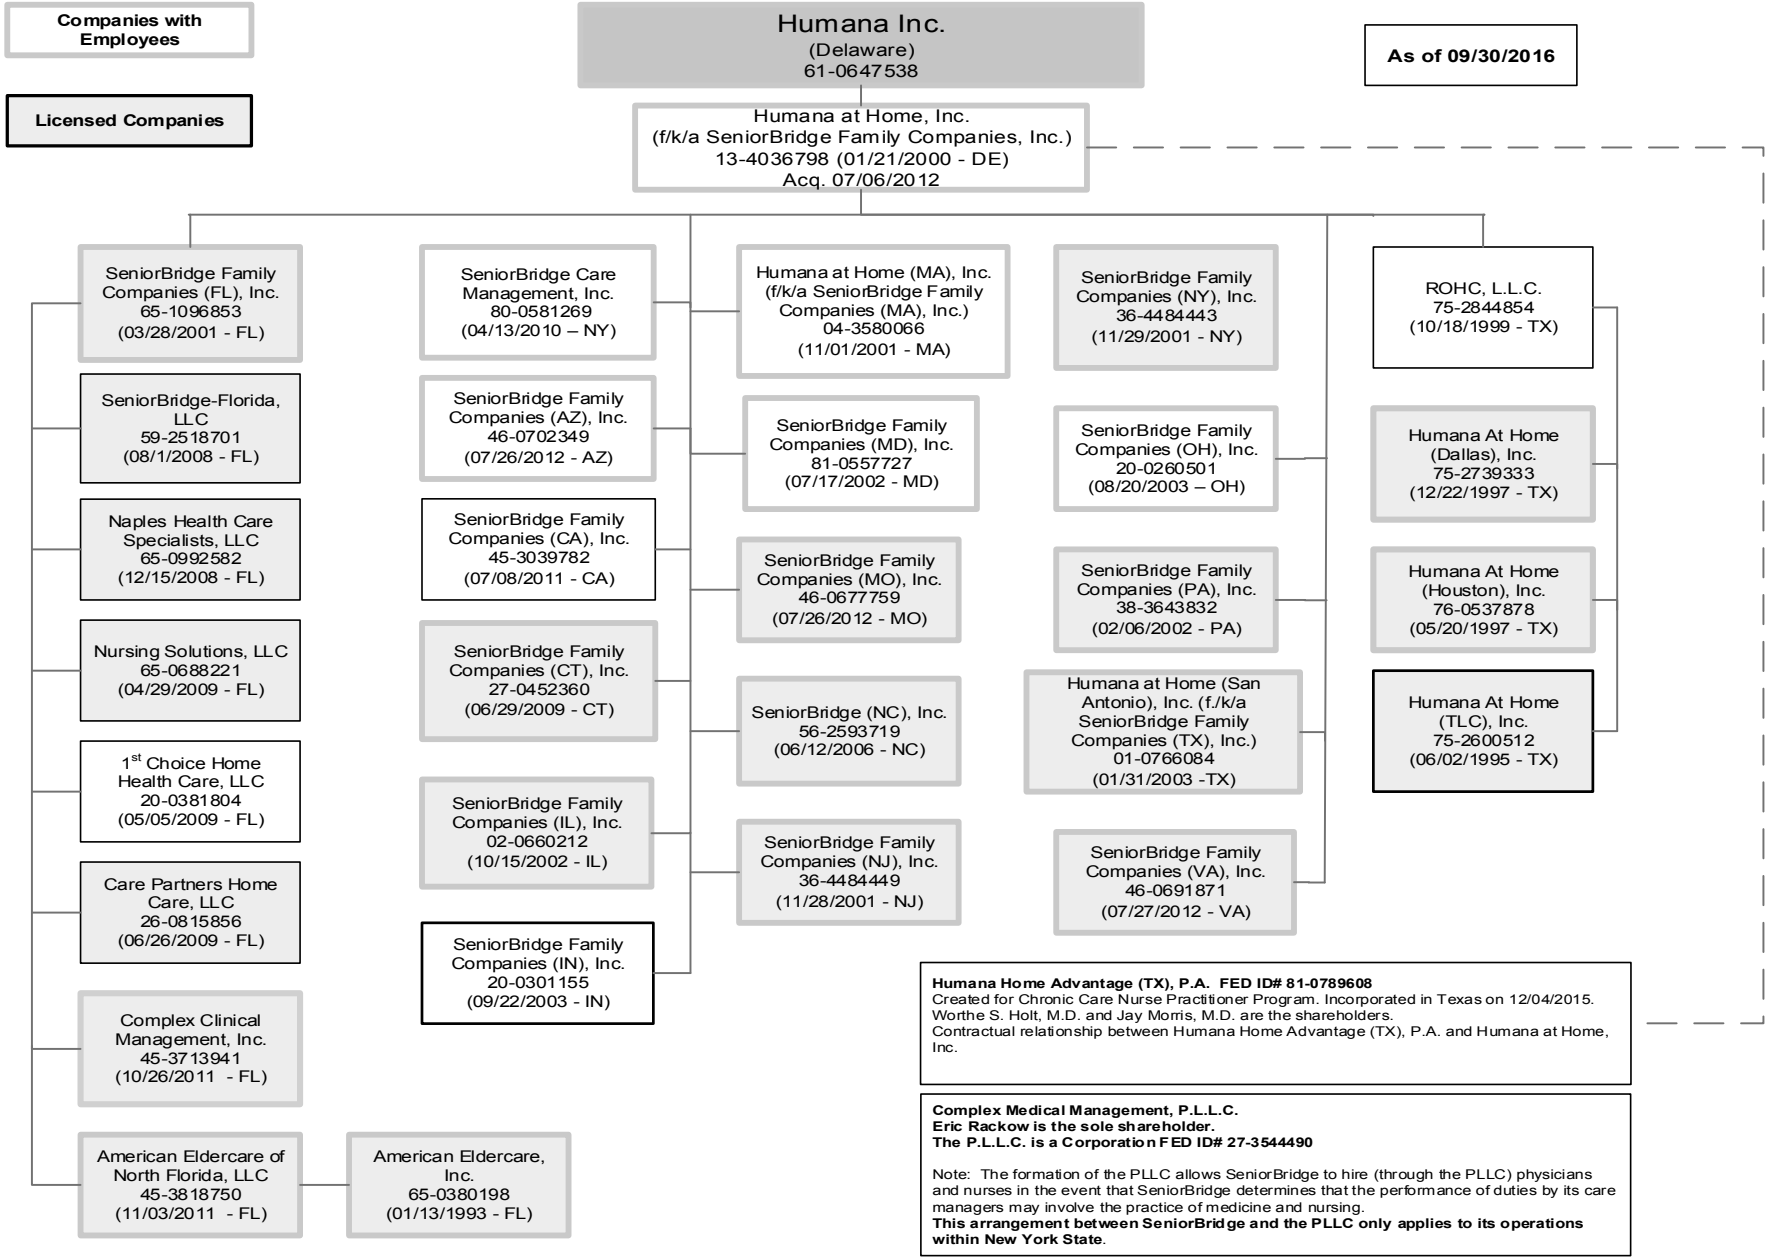 Companies with
Employees
Licensed Companies
Humana Inc.
(Delaware)
61-0647538
As of 09/30/2016
Humana at Home, Inc.
(f/k/a SeniorBridge Family Companies, Inc.)
13-4036798 (01/21/2000 - DE)
Acq. 07/06/2012
SeniorBridge Family
Companies (FL), Inc.
65-1096853
(03/28/2001 - FL)
SeniorBridge-Florida,
LLC
59-2518701
(08/1/2008 - FL)
Naples Health Care
Specialists, LLC
65-0992582
(12/15/2008 - FL)
Nursing Solutions, LLC
65-0688221
(04/29/2009 - FL)
1st Choice Home
Health Care, LLC
20-0381804
(05/05/2009 - FL)
Care Partners Home
Care, LLC
26-0815856
(06/26/2009 - FL)
Complex Clinical
Management, Inc.
45-3713941
(10/26/2011 - FL)
American Eldercare of
North Florida, LLC
45-3818750
(11/03/2011 - FL)
American Eldercare,
Inc.
65-0380198
(01/13/1993 - FL)
SeniorBridge Care
Management, Inc.
80-0581269
(04/13/2010 – NY)
SeniorBridge Family
Companies (AZ), Inc.
46-0702349
(07/26/2012 - AZ)
SeniorBridge Family
Companies (CA), Inc.
45-3039782
(07/08/2011 - CA)
SeniorBridge Family
Companies (CT), Inc.
27-0452360
(06/29/2009 - CT)
SeniorBridge Family
Companies (IL), Inc.
02-0660212
(10/15/2002 - IL)
SeniorBridge Family
Companies (IN), Inc.
20-0301155
(09/22/2003 - IN)
Humana at Home (MA), Inc.
(f/k/a SeniorBridge Family
Companies (MA), Inc.)
04-3580066
(11/01/2001 - MA)
SeniorBridge Family
Companies (MD), Inc.
81-0557727
(07/17/2002 - MD)
SeniorBridge Family
Companies (MO), Inc.
46-0677759
(07/26/2012 - MO)
SeniorBridge (NC), Inc.
56-2593719
(06/12/2006 - NC)
SeniorBridge Family
Companies (NJ), Inc.
36-4484449
(11/28/2001 - NJ)
SeniorBridge Family
Companies (NY), Inc.
36-4484443
(11/29/2001 - NY)
SeniorBridge Family
Companies (OH), Inc.
20-0260501
(08/20/2003 – OH)
SeniorBridge Family
Companies (PA), Inc.
38-3643832
(02/06/2002 - PA)
Humana at Home (San
Antonio), Inc. (f./k/a
SeniorBridge Family
Companies (TX), Inc.)
01-0766084
(01/31/2003 -TX)
SeniorBridge Family
Companies (VA), Inc.
46-0691871
(07/27/2012 - VA)
ROHC, L.L.C.
75-2844854
(10/18/1999 - TX)
Humana At Home
(Dallas), Inc.
75-2739333
(12/22/1997 - TX)
Humana At Home
(Houston), Inc.
76-0537878
(05/20/1997 - TX)
Humana At Home
(TLC), Inc.
75-2600512
(06/02/1995 - TX)
Humana Home Advantage (TX), P.A. FED ID# 81-0789608
Created for Chronic Care Nurse Practitioner Program. Incorporated in Texas on 12/04/2015.
Worthe S. Holt, M.D. and Jay Morris, M.D. are the shareholders.
Contractual relationship between Humana Home Advantage (TX), P.A. and Humana at Home,
Inc.
Complex Medical Management, P.L.L.C.
Eric Rackow is the sole shareholder.
The P.L.L.C. is a Corporation FED ID# 27-3544490
Note: The formation of the PLLC allows SeniorBridge to hire (through the PLLC) physicians
and nurses in the event that SeniorBridge determines that the performance of duties by its care
managers may involve the practice of medicine and nursing.
This arrangement between SeniorBridge and the PLLC only applies to its operations
within New York State.